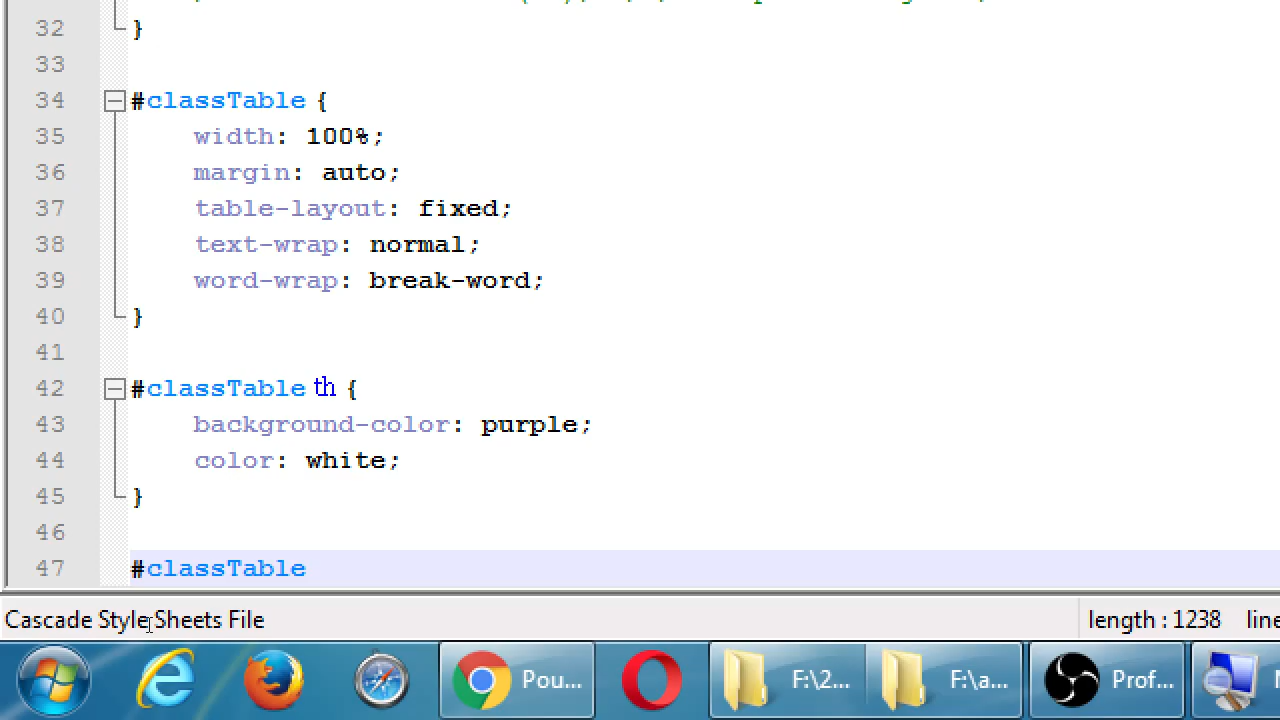 32 }
33
34 #classTable {
35 width: 100%;
36 margin: auto;
37 table-layout: fixed;
38 text-wrap: normal;
39 word-wrap: break-word;
40 }
41
42 #classTable th {
43 background-color: purple;
44 color: white;
45 }
46
47 #classTable
Cascade Style Sheets File length : 1238 line
Pou... F:\2... F:\a... Prof...